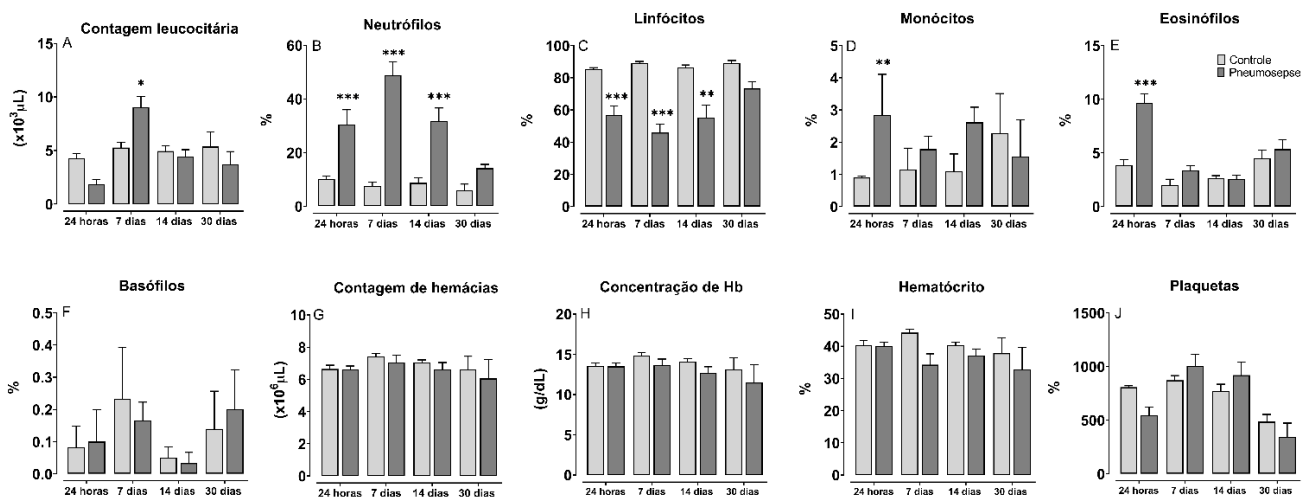 Contagem leucocitária
A
(x10³µL)
15
10
5
0
*
24 horas 7 dias 14 dias 30 dias
Neutrófilos
B
%
60
40
20
0
***
***
***
24 horas 7 dias 14 dias 30 dias
Linfócitos
C
%
100
80
60
40
20
0
***
***
**
24 horas 7 dias 14 dias 30 dias
Monócitos
D
%
6
4
2
0
**
24 horas 7 dias 14 dias 30 dias
Eosinófilos
E
%
15
10
5
0
***
Controle
Pneumosepse
24 horas 7 dias 14 dias 30 dias
Basófilos
F
%
0.5
0.4
0.3
0.2
0.1
0.0
24 horas 7 dias 14 dias 30 dias
Contagem de hemácias
G
(x10⁶µL)
10
8
6
4
2
0
24 horas 7 dias 14 dias 30 dias
Concentração de Hb
H
(g/dL)
20
15
10
5
0
24 horas 7 dias 14 dias 30 dias
Hematócrito
I
%
50
40
30
20
10
0
24 horas 7 dias 14 dias 30 dias
Plaquetas
J
%
1500
1000
500
0
24 horas 7 dias 14 dias 30 dias